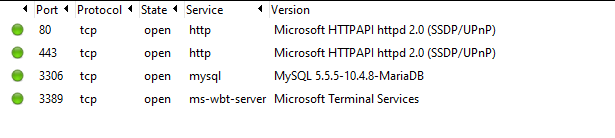 Port Protocol State Service Version
80 tcp open http Microsoft HTTPAPI httpd 2.0 (SSDP/UPnP)
443 tcp open http Microsoft HTTPAPI httpd 2.0 (SSDP/UPnP)
3306 tcp open mysql MySQL 5.5.5-10.4.8-MariaDB
3389 tcp open ms-wbt-server Microsoft Terminal Services